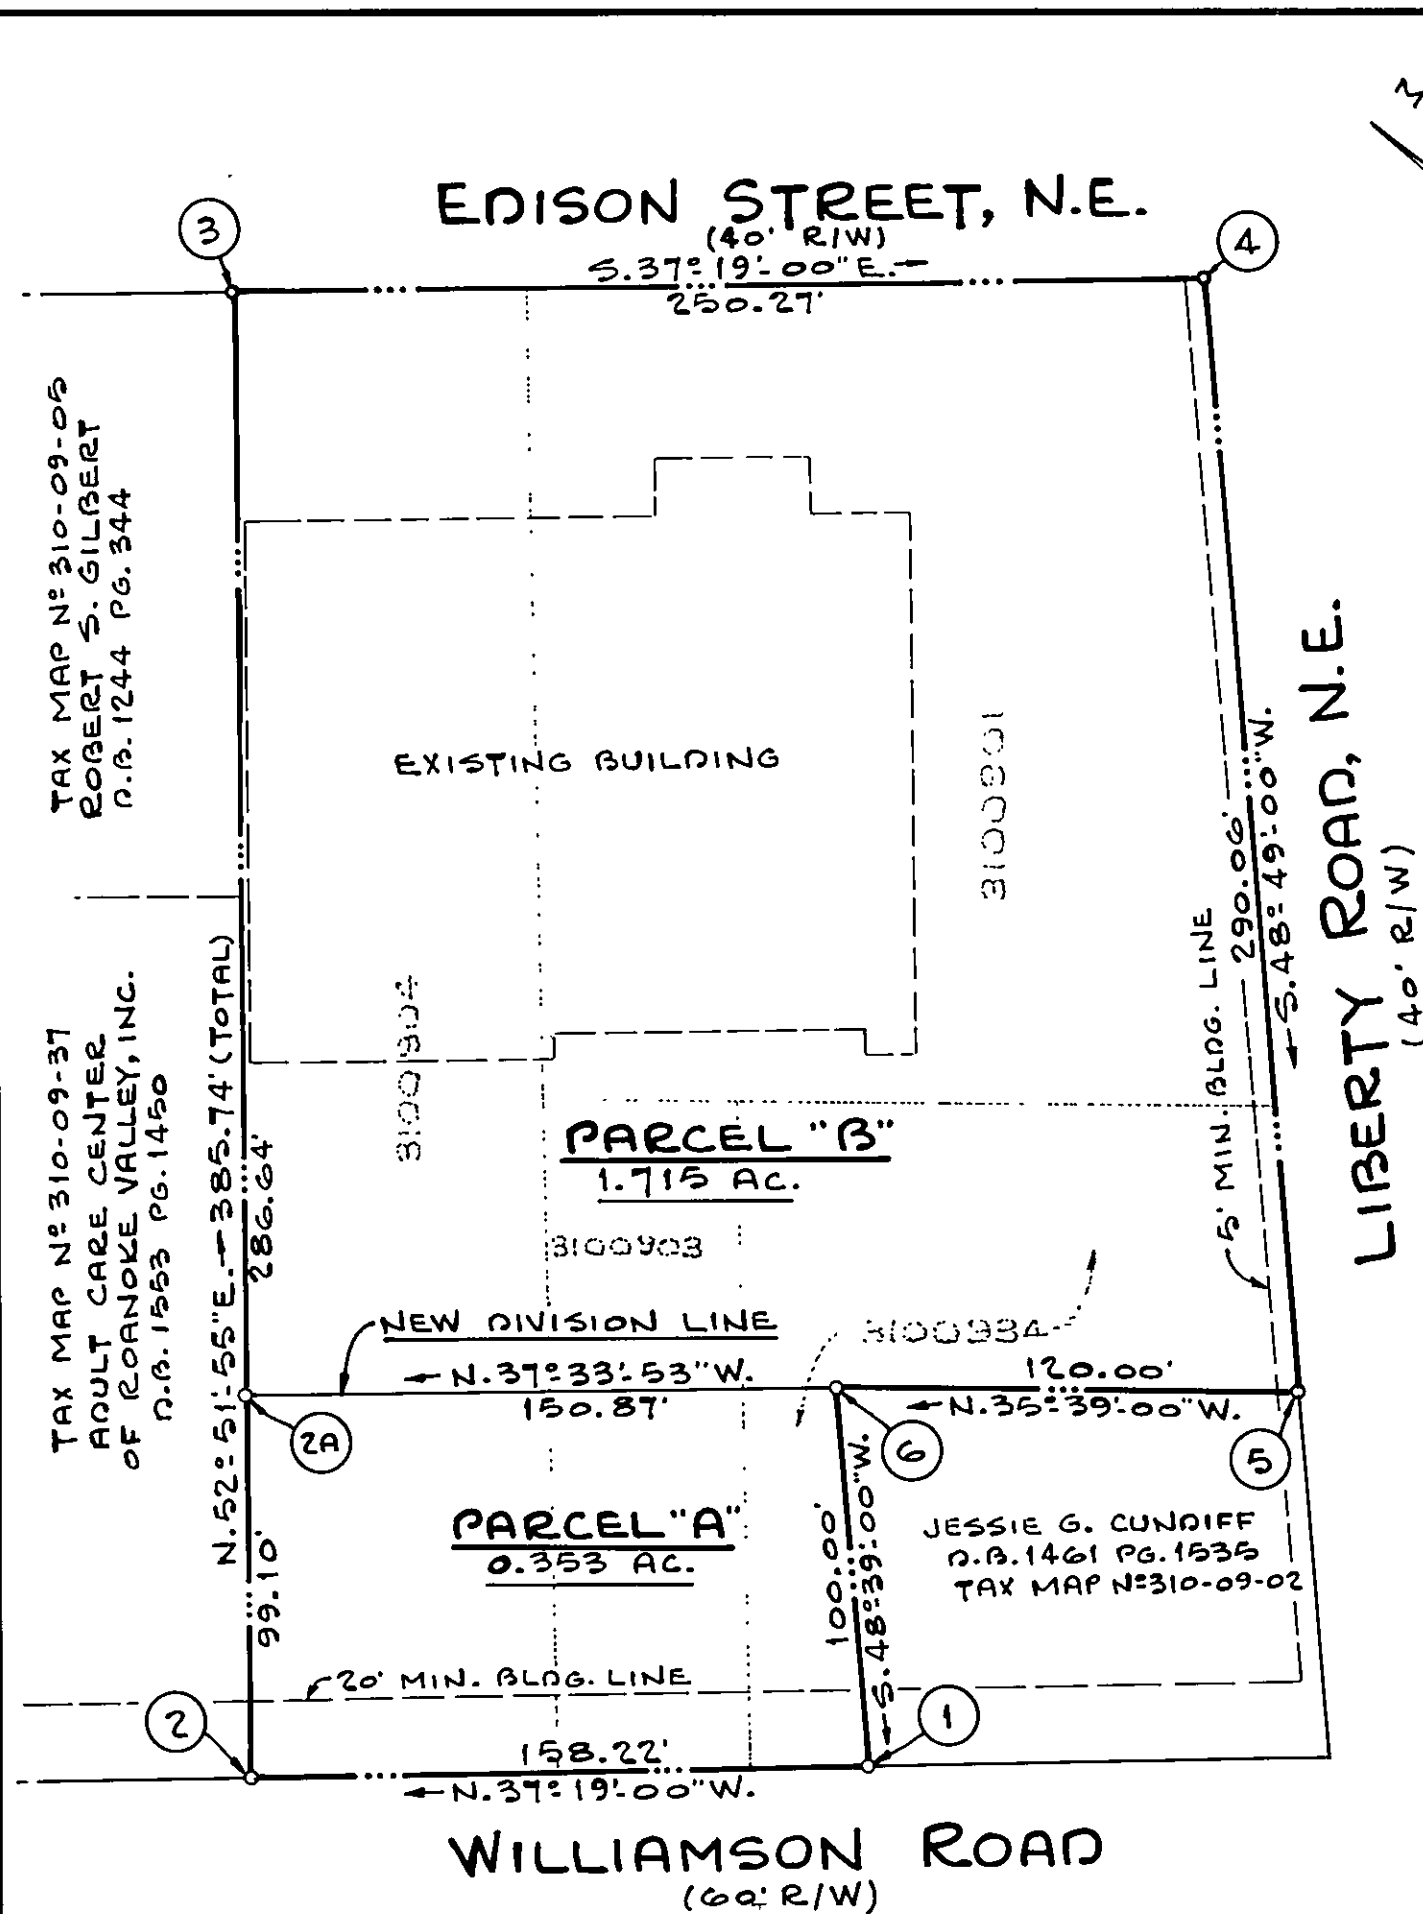 EDISON STREET, N.E.
(40' R/W)
S.37°-19'-00"E.
250.27'
3
4
TAX MAP Nº 310-09-05
ROBERT S. GILBERT
D.B. 1244 PG. 344
EXISTING BUILDING
3100801
LIBERTY ROAD, N.E.
(40' R/W)
290.06'
S.48°-49'-00"W.
5' MIN. BLDG. LINE
TAX MAP Nº 310-09-37
ADULT CARE CENTER
OF ROANOKE VALLEY, INC.
D.B. 1553 PG. 1450
N.52°-51'-55"E. 385.74' (TOTAL)
286.64'
3100904
PARCEL "B"
1.715 AC.
3100903
NEW DIVISION LINE
3100934
N.37°-33'-53"W.
150.87'
120.00'
N.35°-39'-00"W.
2A
6
5
PARCEL "A"
0.353 AC.
99.10'
100.00'
S.48°-39'-00"W.
JESSIE G. CUNDIFF
D.B. 1461 PG. 1535
TAX MAP Nº 310-09-02
20' MIN. BLDG. LINE
2
1
158.22'
N.37°-19'-00"W.
WILLIAMSON ROAD
(60' R/W)